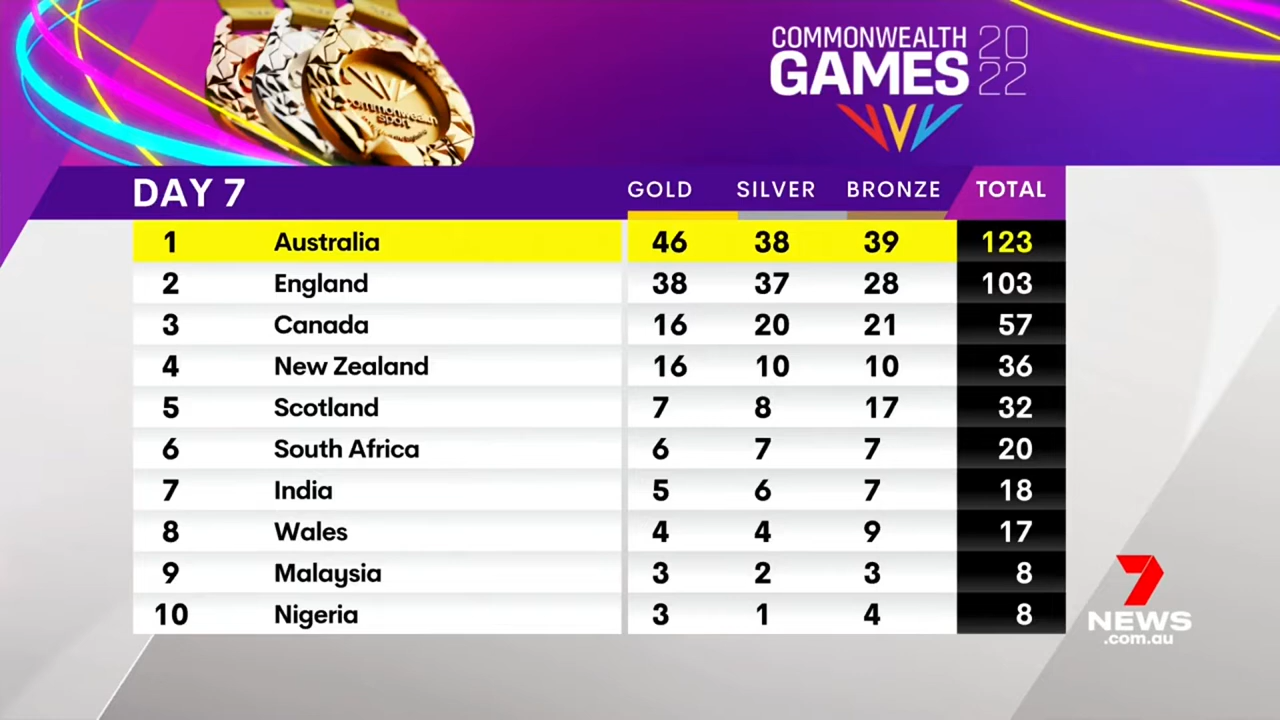 COMMONWEALTH
GAMES
20
22
commonwealth
sport
DAY 7 GOLD SILVER BRONZE TOTAL
1 Australia 46 38 39 123
2 England 38 37 28 103
3 Canada 16 20 21 57
4 New Zealand 16 10 10 36
5 Scotland 7 8 17 32
6 South Africa 6 7 7 20
7 India 5 6 7 18
8 Wales 4 4 9 17
9 Malaysia 3 2 3 8
10 Nigeria 3 1 4 8
7
NEWS
.com.au